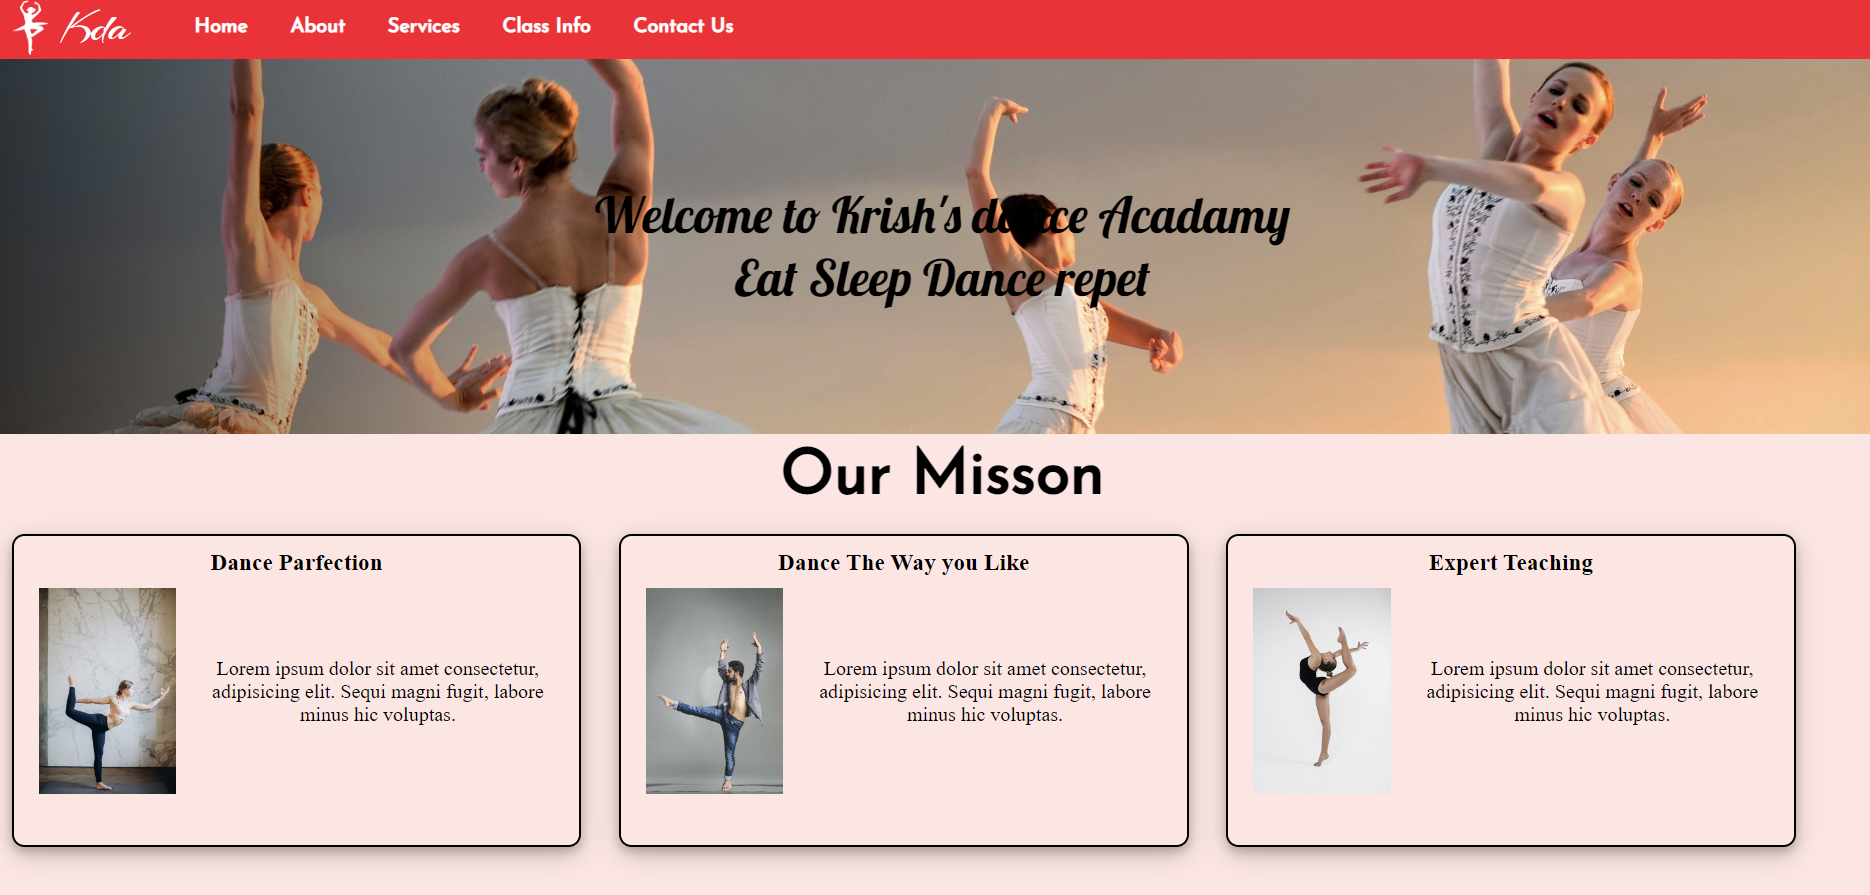 Kda
Home About Services Class Info Contact Us
Welcome to Krish's dance Acadamy
Eat Sleep Dance repet
Our Misson
Dance Parfection
Lorem ipsum dolor sit amet consectetur,
adipisicing elit. Sequi magni fugit, labore
minus hic voluptas.
Dance The Way you Like
Lorem ipsum dolor sit amet consectetur,
adipisicing elit. Sequi magni fugit, labore
minus hic voluptas.
Expert Teaching
Lorem ipsum dolor sit amet consectetur,
adipisicing elit. Sequi magni fugit, labore
minus hic voluptas.